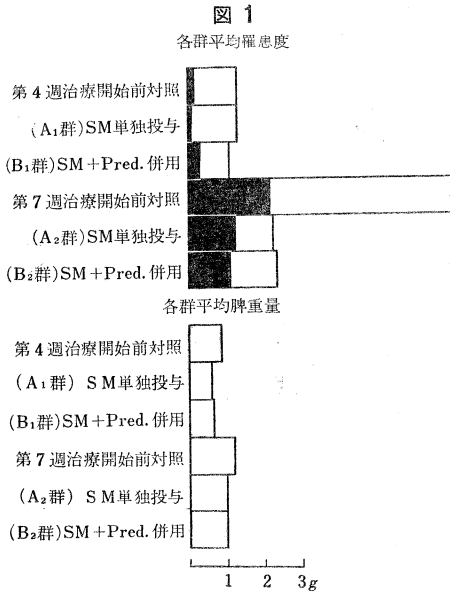 図 1
各群平均罹患度
第4週治療開始前対照
(A₁群)SM単独投与
(B₁群)SM+Pred.併用
第7週治療開始前対照
(A₂群)SM単独投与
(B₂群)SM+Pred.併用
各群平均脾重量
第4週治療開始前対照
(A₁群) SM単独投与
(B₁群)SM+Pred.併用
第7週治療開始前対照
(A₂群) SM単独投与
(B₂群)SM+Pred.併用
1 2 3g